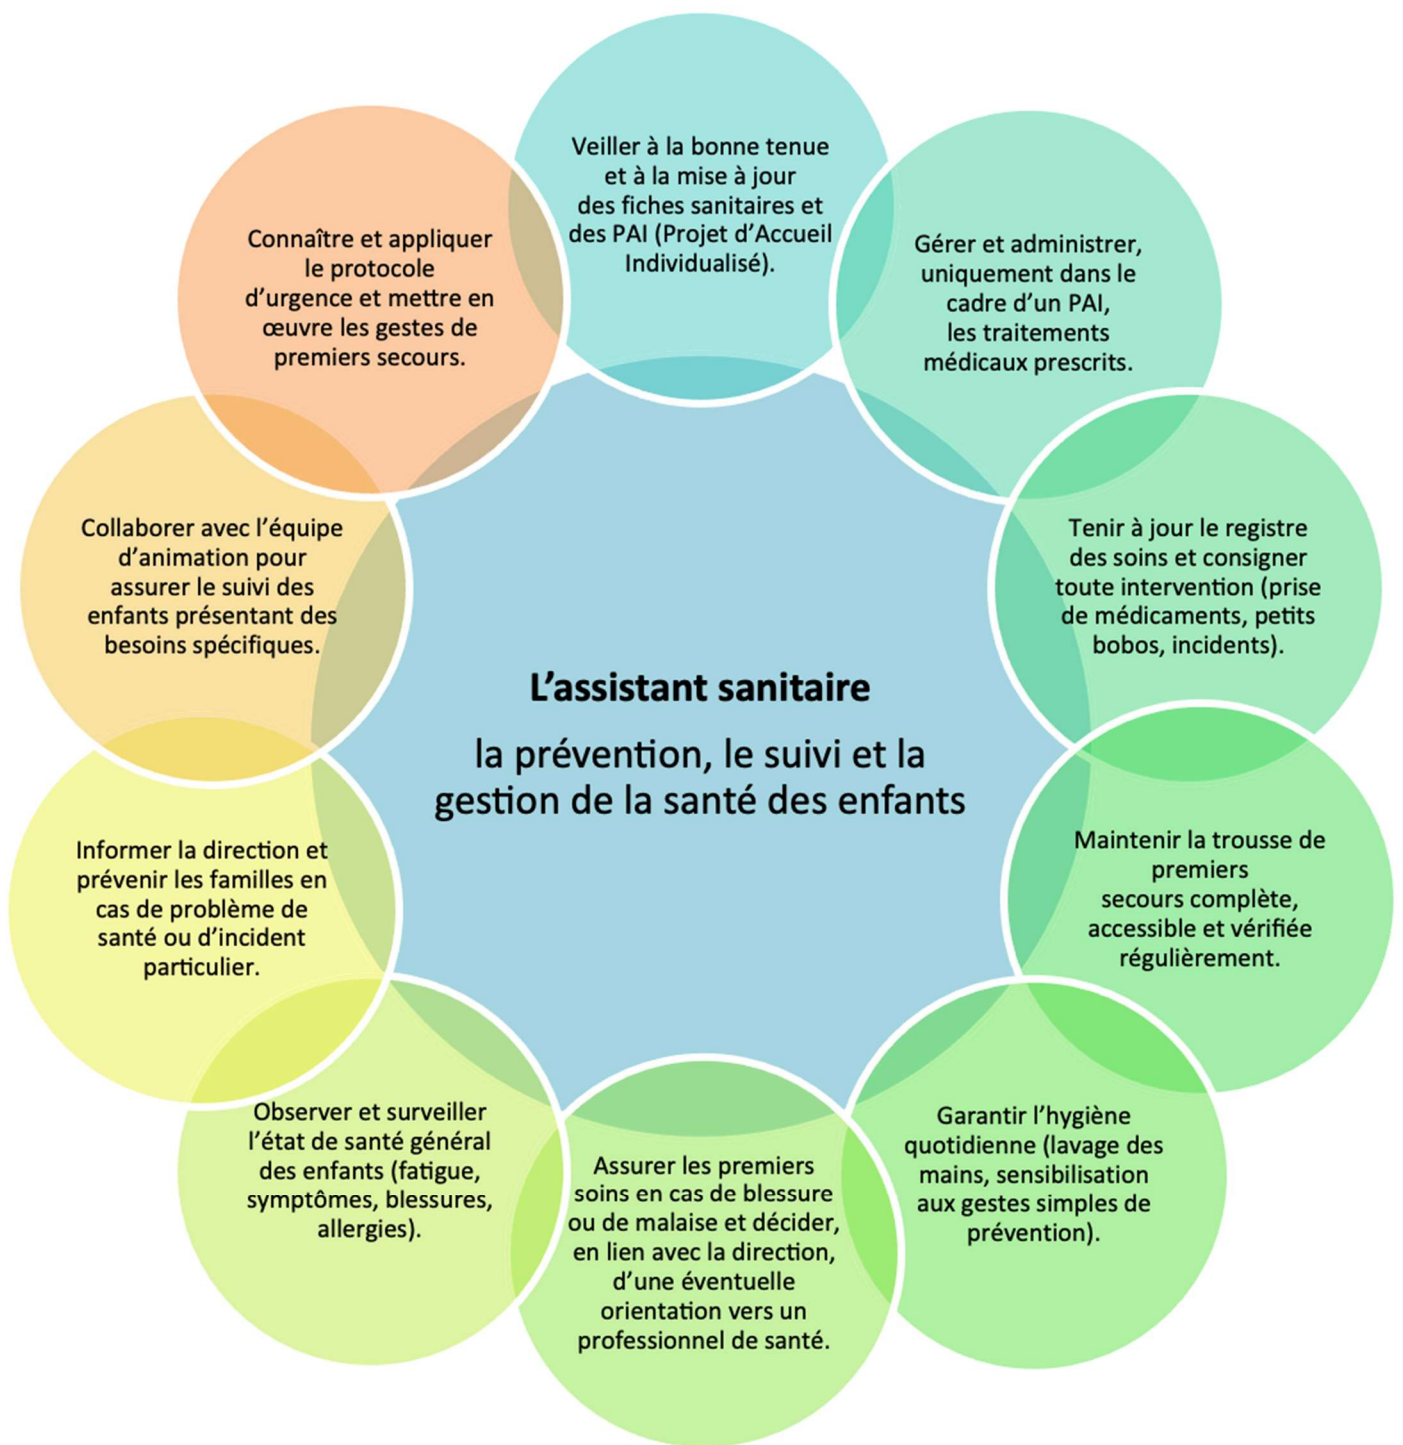 Veiller à la bonne tenue
et à la mise à jour
des fiches sanitaires et
des PAI (Projet d’Accueil
Individualisé).
Gérer et administrer,
uniquement dans le
cadre d’un PAI,
les traitements
médicaux prescrits.
Tenir à jour le registre
des soins et consigner
toute intervention (prise
de médicaments, petits
bobos, incidents).
Maintenir la trousse de
premiers
secours complète,
accessible et vérifiée
régulièrement.
Garantir l’hygiène
quotidienne (lavage des
mains, sensibilisation
aux gestes simples de
prévention).
Assurer les premiers
soins en cas de blessure
ou de malaise et décider,
en lien avec la direction,
d’une éventuelle
orientation vers un
professionnel de santé.
Observer et surveiller
l’état de santé général
des enfants (fatigue,
symptômes, blessures,
allergies).
Informer la direction et
prévenir les familles en
cas de problème de
santé ou d’incident
particulier.
Collaborer avec l’équipe
d’animation pour
assurer le suivi des
enfants présentant des
besoins spécifiques.
Connaître et appliquer
le protocole
d’urgence et mettre en
œuvre les gestes de
premiers secours.
L’assistant sanitaire
la prévention, le suivi et la
gestion de la santé des enfants